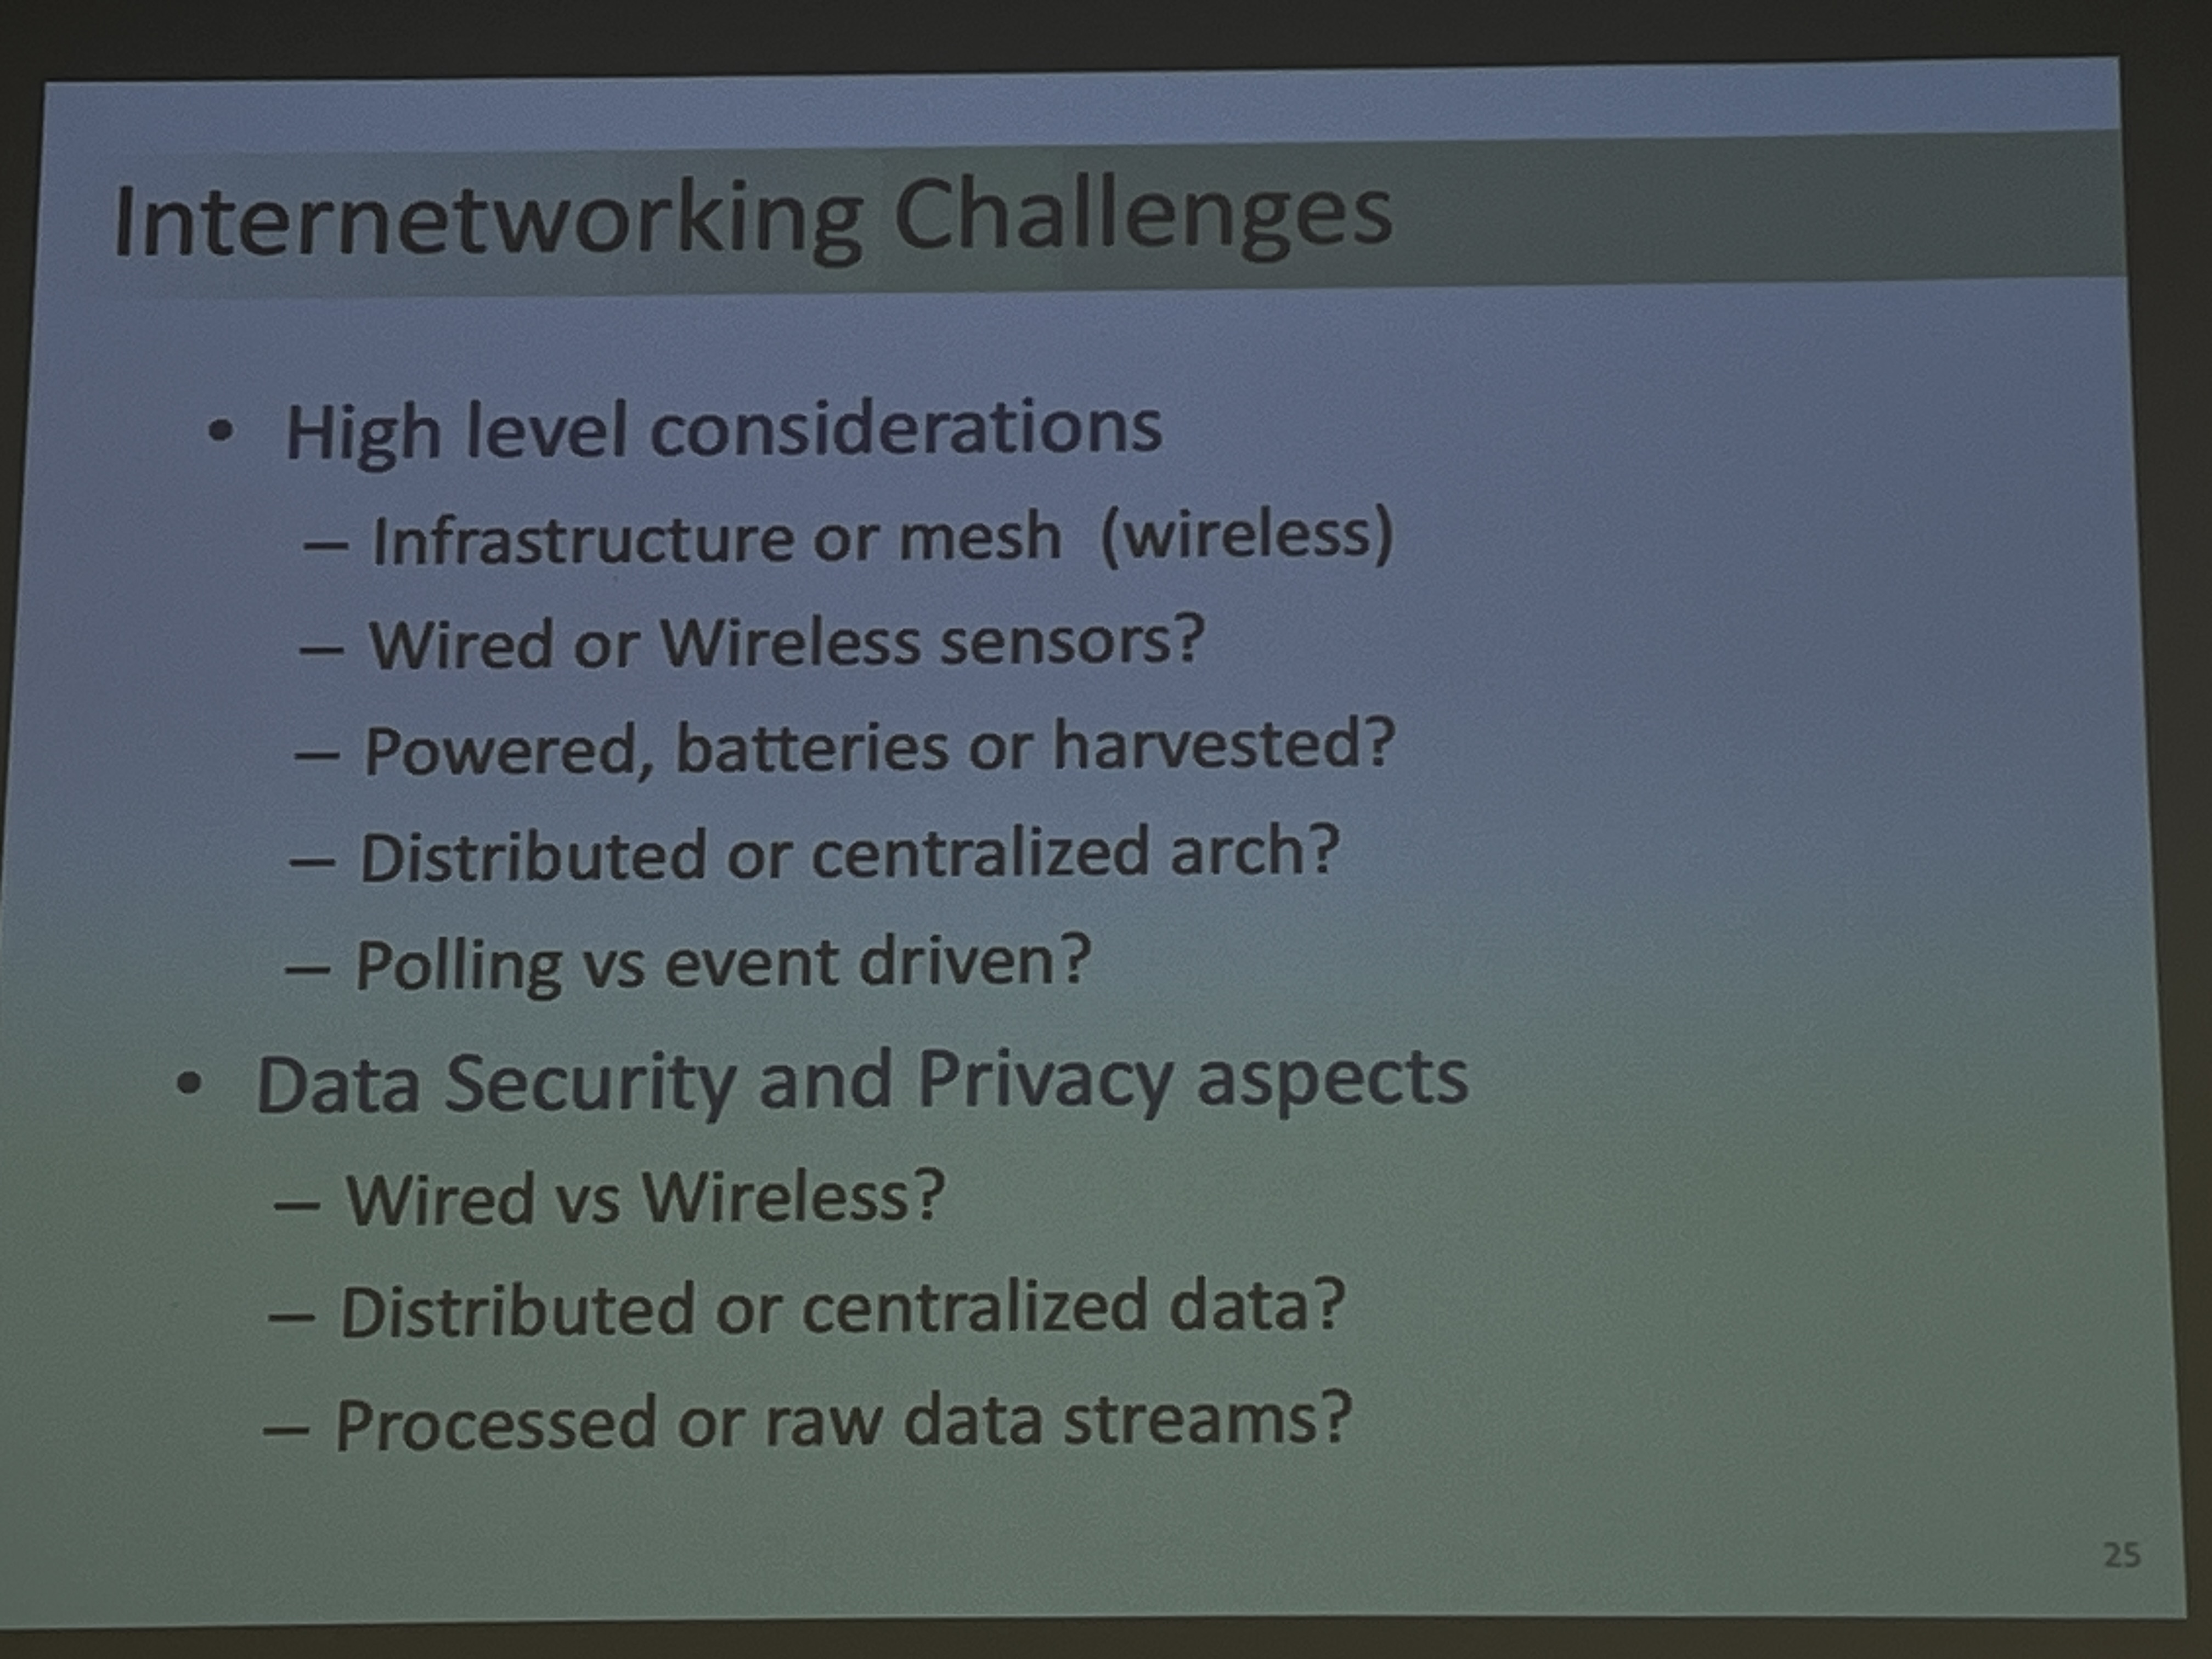 Internetworking Challenges
• High level considerations
– Infrastructure or mesh (wireless)
– Wired or Wireless sensors?
– Powered, batteries or harvested?
– Distributed or centralized arch?
– Polling vs event driven?
• Data Security and Privacy aspects
– Wired vs Wireless?
– Distributed or centralized data?
– Processed or raw data streams?
25